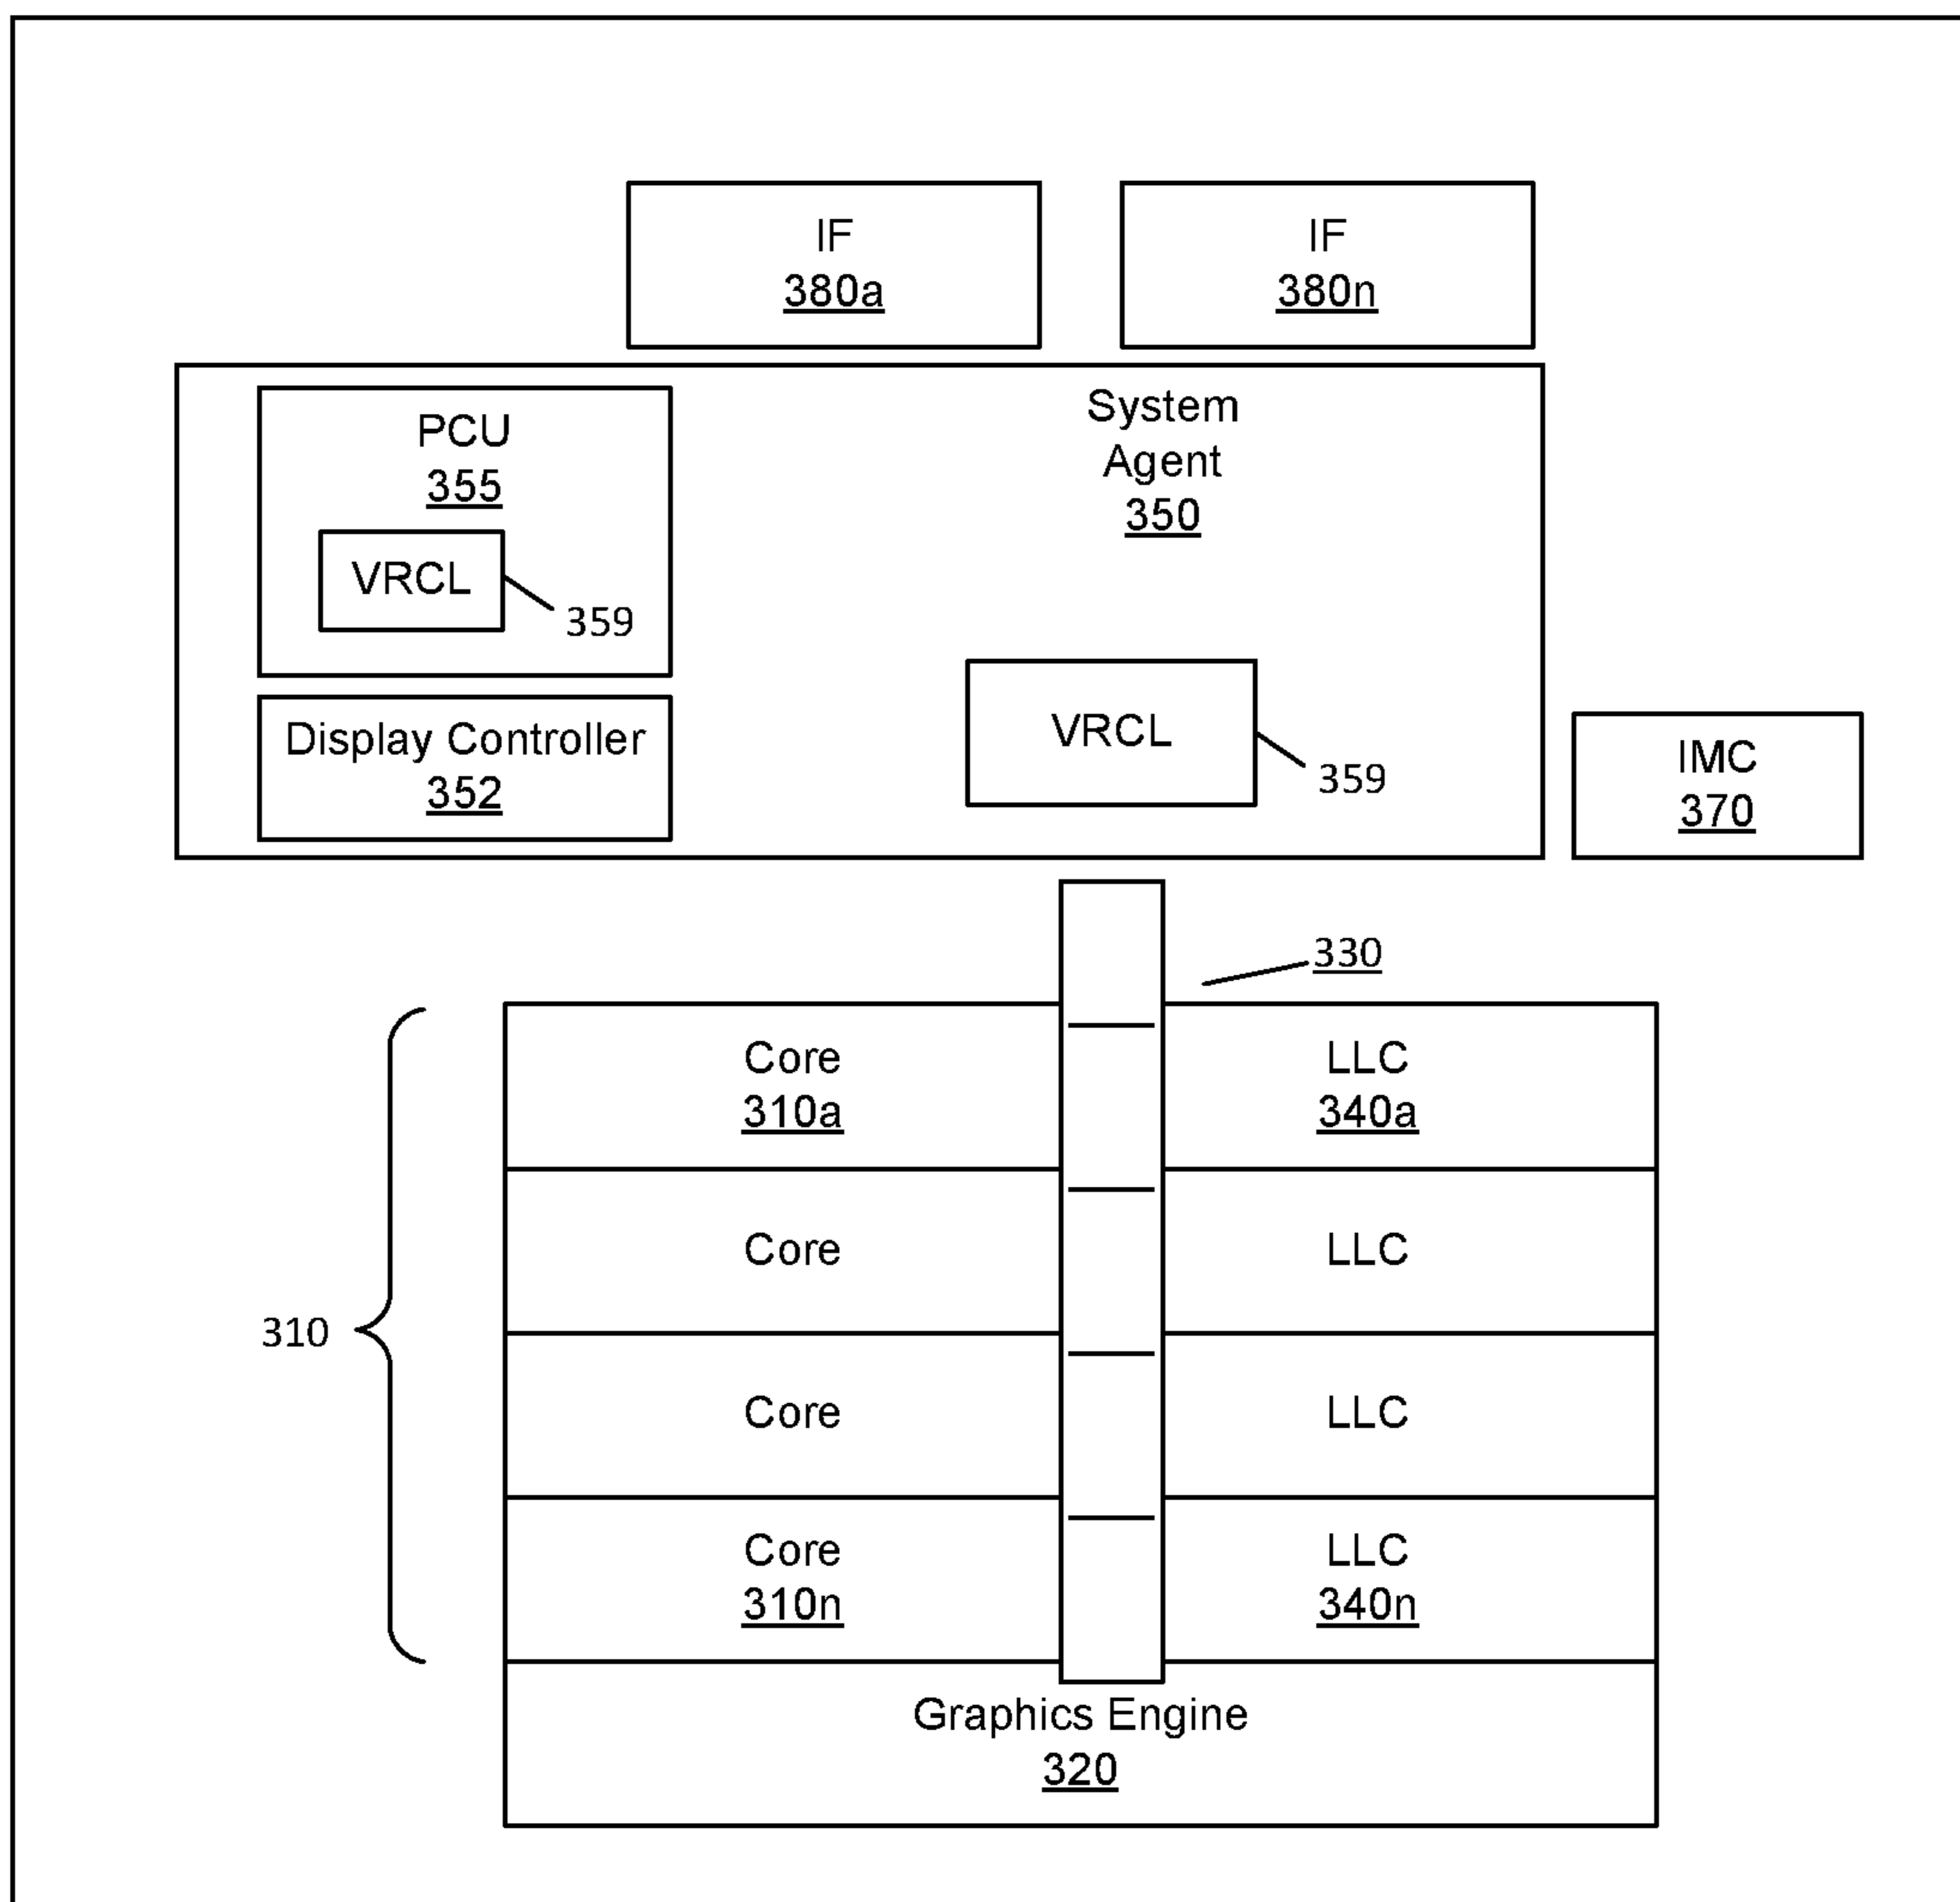 IF
380a
IF
380n
PCU
355
VRCL
359
System
Agent
350
Display Controller
352
VRCL
359
IMC
370
330
310
Core
310a
LLC
340a
Core
LLC
Core
LLC
Core
310n
LLC
340n
Graphics Engine
320